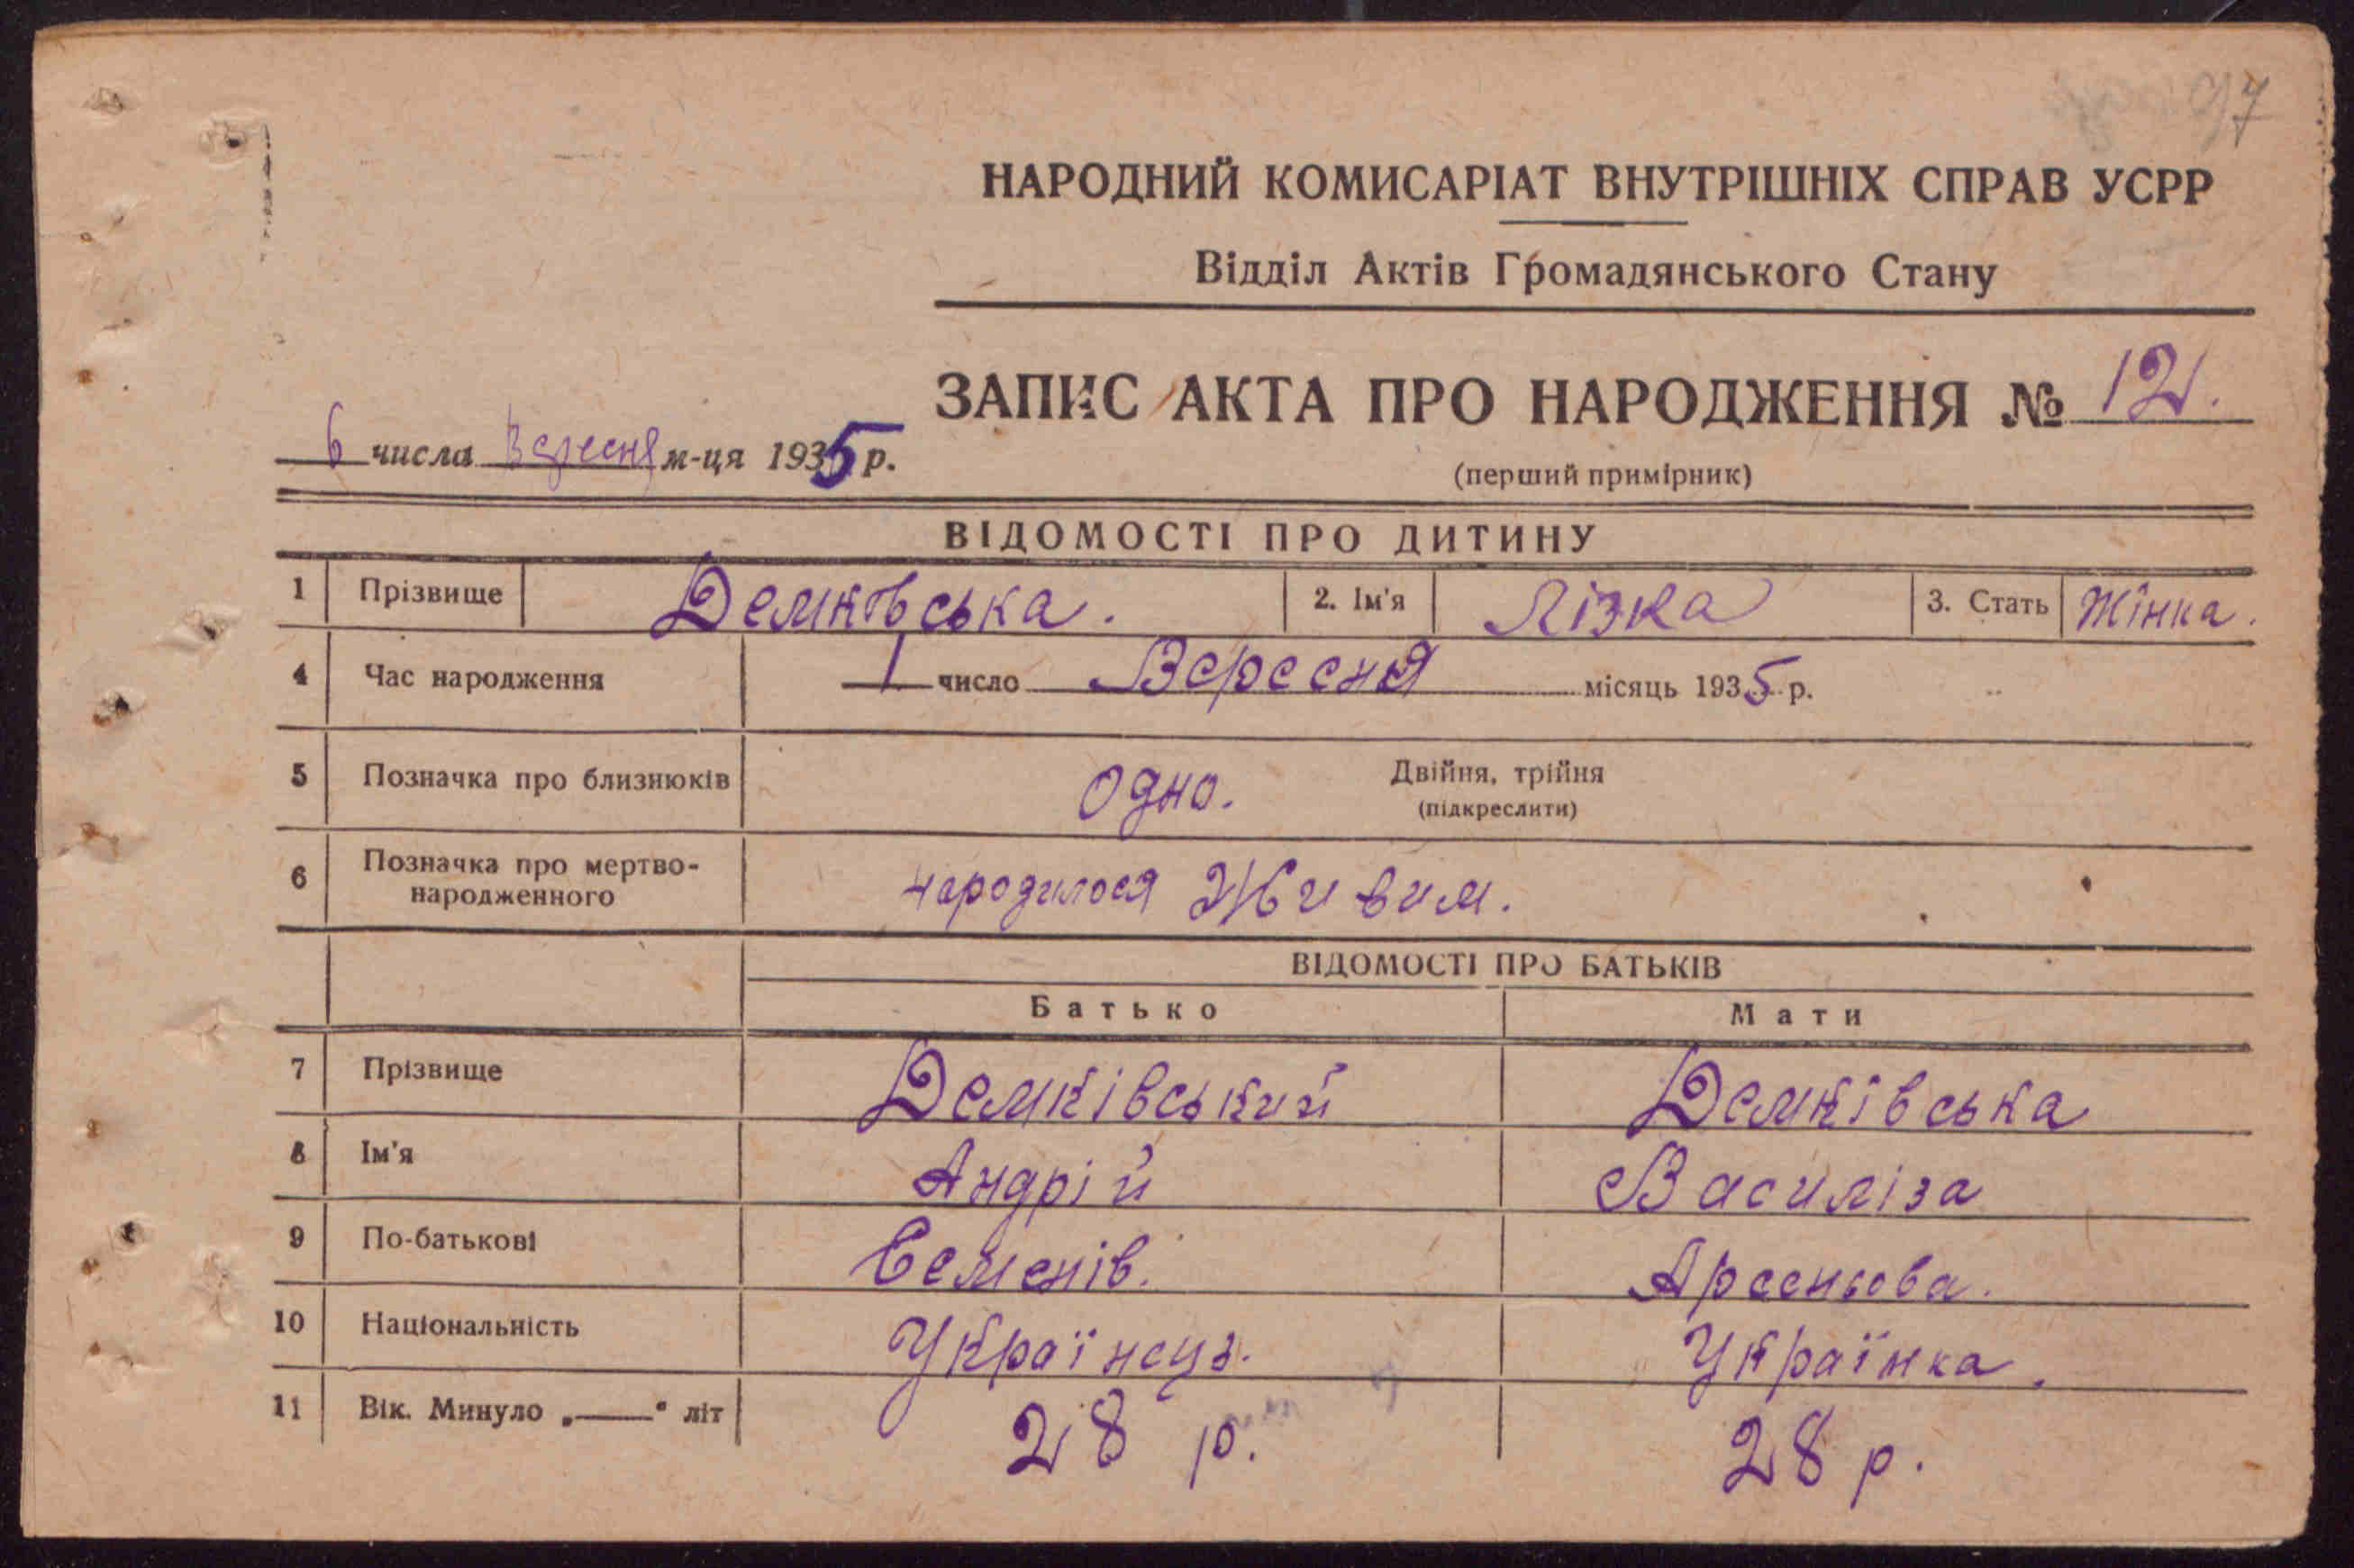 97
НАРОДНИЙ КОМИСАРІАТ ВНУТРІШНІХ СПРАВ УСРР
Відділ Актів Громадянського Стану
ЗАПИС АКТА ПРО НАРОДЖЕННЯ № 121.
6 числа Вересня м-ця 1935 р.
(перший примірник)
ВІДОМОСТІ ПРО ДИТИНУ
1 Прізвище Демківська. 2. Ім'я Лізка 3. Стать Жінка.
4 Час народження 1 число Вересня місяць 1935 р.
5 Позначка про близнюків Одно. Двійня, трійня
(підкреслити)
6 Позначка про мертво-
народженного народилося Живим.
ВІДОМОСТІ ПРО БАТЬКІВ
Батько Мати
7 Прізвище Демківський Демківська
8 Ім'я Андрій Василіза
9 По-батькові Семенів. Арсеньова.
10 Національність Українець. Українка.
11 Вік. Минуло „——“ літ 28 р. 28 р.